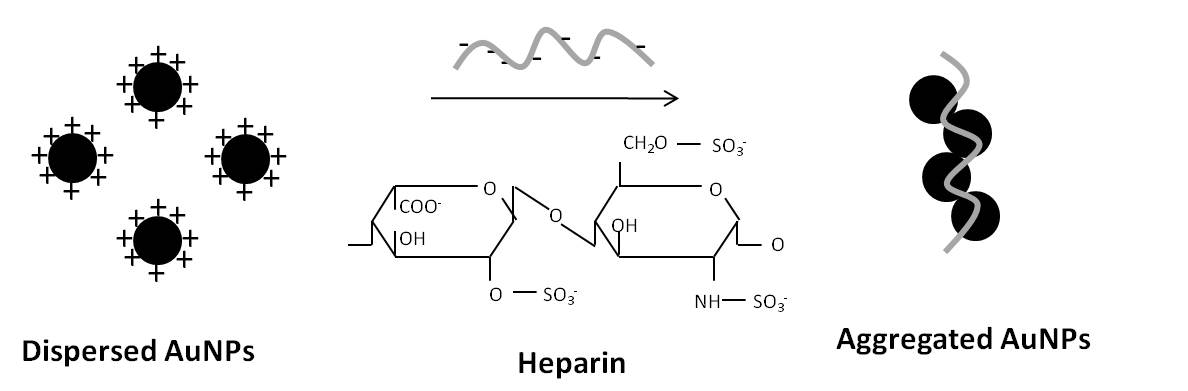 CH₂O — SO₃⁻
O
O
COO⁻
O
OH
OH
O
O — SO₃⁻
NH — SO₃⁻
Dispersed AuNPs
Heparin
Aggregated AuNPs